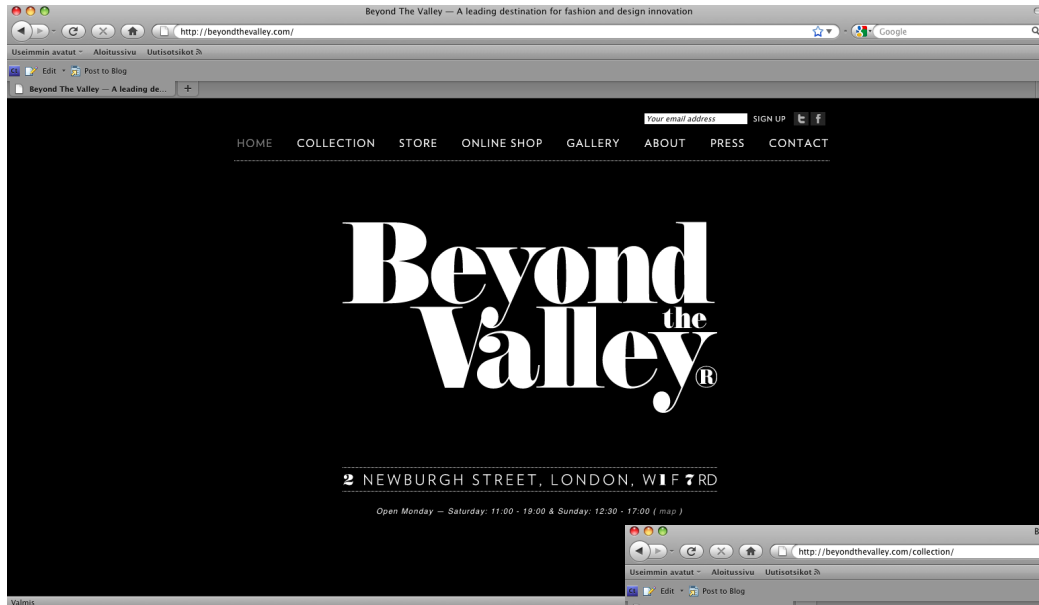 Beyond The Valley — A leading destination for fashion and design innovation
http://beyondthevalley.com/
Google
Useimmin avatut Aloitussivu Uutisotsikot
Edit Post to Blog
Beyond The Valley — A leading de... +
Your email address SIGN UP t f
HOME COLLECTION STORE ONLINE SHOP GALLERY ABOUT PRESS CONTACT
Beyond
the
Valley®
2 NEWBURGH STREET, LONDON, W1F 7RD
Open Monday — Saturday: 11:00 - 19:00 & Sunday: 12:30 - 17:00 ( map )
http://beyondthevalley.com/collection/
Useimmin avatut Aloitussivu Uutisotsikot
Edit Post to Blog
Valmis